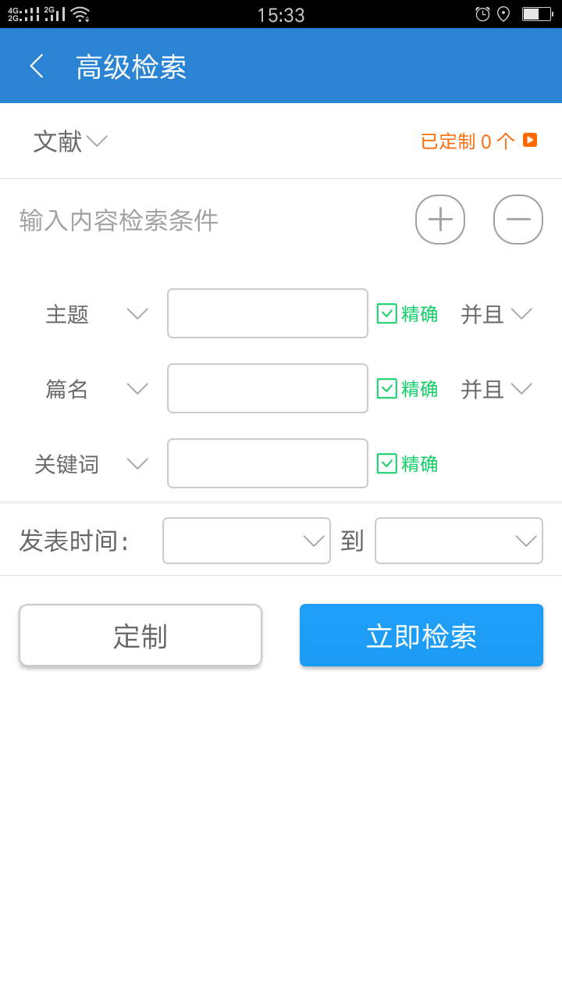 4G 2G 2G 15:33
高级检索
文献 已定制 0 个
输入内容检索条件
主题 精确 并且
篇名 精确 并且
关键词 精确
发表时间: 到
定制 立即检索